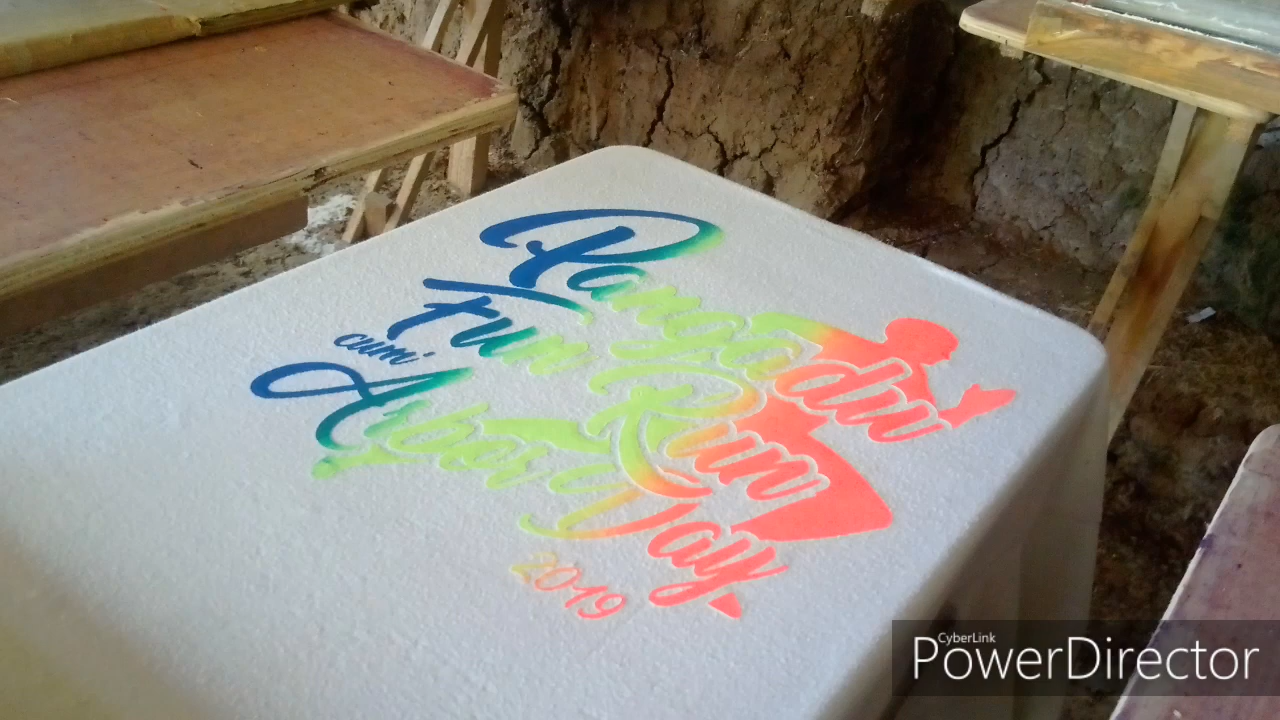 Pangadu
Fun Run
cum
Arbor Day
2019
CyberLink
PowerDirector